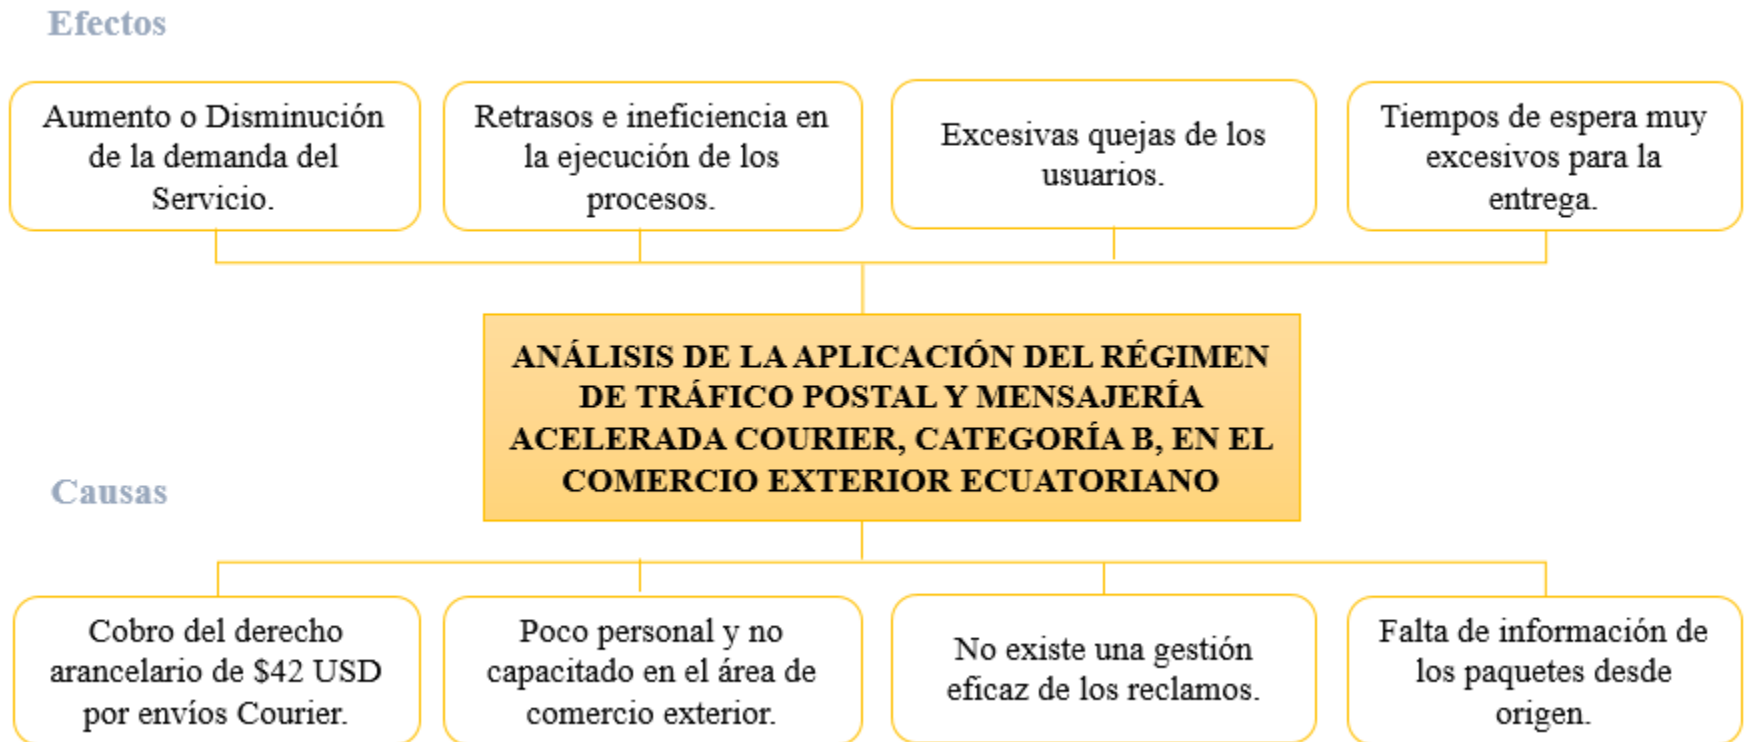 Efectos
Aumento o Disminución
de la demanda del
Servicio.
Retrasos e ineficiencia en
la ejecución de los
procesos.
Excesivas quejas de los
usuarios.
Tiempos de espera muy
excesivos para la
entrega.
ANÁLISIS DE LA APLICACIÓN DEL RÉGIMEN
DE TRÁFICO POSTAL Y MENSAJERÍA
ACELERADA COURIER, CATEGORÍA B, EN EL
COMERCIO EXTERIOR ECUATORIANO
Causas
Cobro del derecho
arancelario de $42 USD
por envíos Courier.
Poco personal y no
capacitado en el área de
comercio exterior.
No existe una gestión
eficaz de los reclamos.
Falta de información de
los paquetes desde
origen.